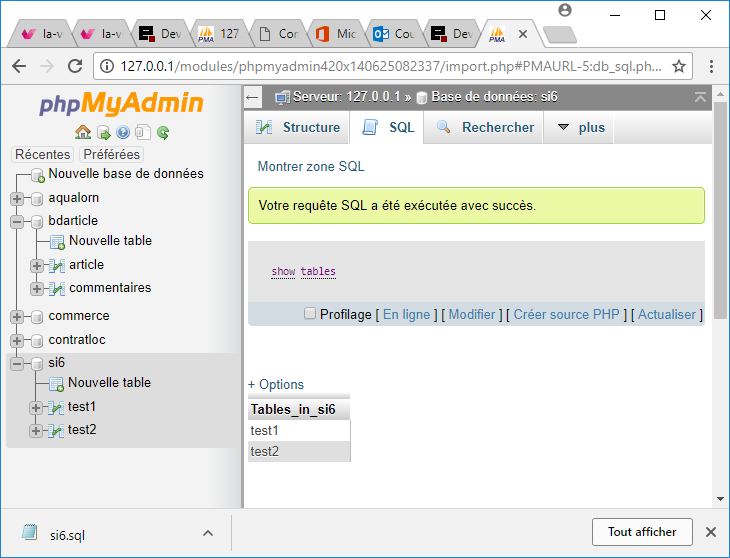 la-v la-v Dev 127 Con Mic Cou Dev
127.0.0.1/modules/phpmyadmin420x140625082337/import.php#PMAURL-5:db_sql.ph...
phpMyAdmin
Récentes Préférées
Nouvelle base de données
aqualorn
bdarticle
Nouvelle table
article
commentaires
commerce
contratloc
si6
Nouvelle table
test1
test2
Serveur: 127.0.0.1 » Base de données: si6
Structure SQL Rechercher plus
Montrer zone SQL
Votre requête SQL a été exécutée avec succès.
show tables
Profilage [ En ligne ] [ Modifier ] [ Créer source PHP ] [ Actualiser ]
+ Options
Tables_in_si6
test1
test2
si6.sql
Tout afficher